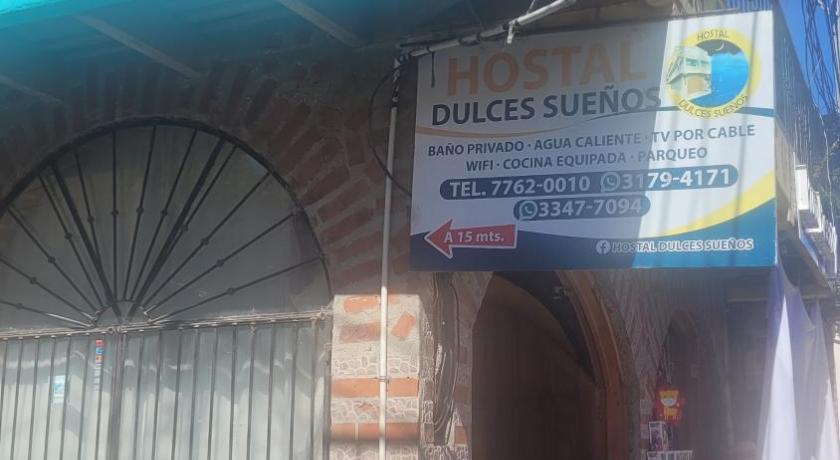 HOSTAL
DULCES SUEÑOS
HOSTAL
DULCES SUEÑOS
BAÑO PRIVADO · AGUA CALIENTE · TV POR CABLE
WIFI · COCINA EQUIPADA · PARQUEO
TEL. 7762-0010 3179-4171
3347-7094
A 15 mts.
HOSTAL DULCES SUEÑOS